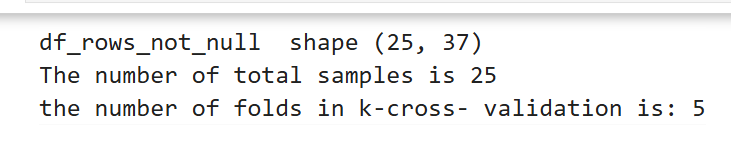 df_rows_not_null  shape (25, 37)
The number of total samples is 25
the number of folds in k-cross- validation is: 5